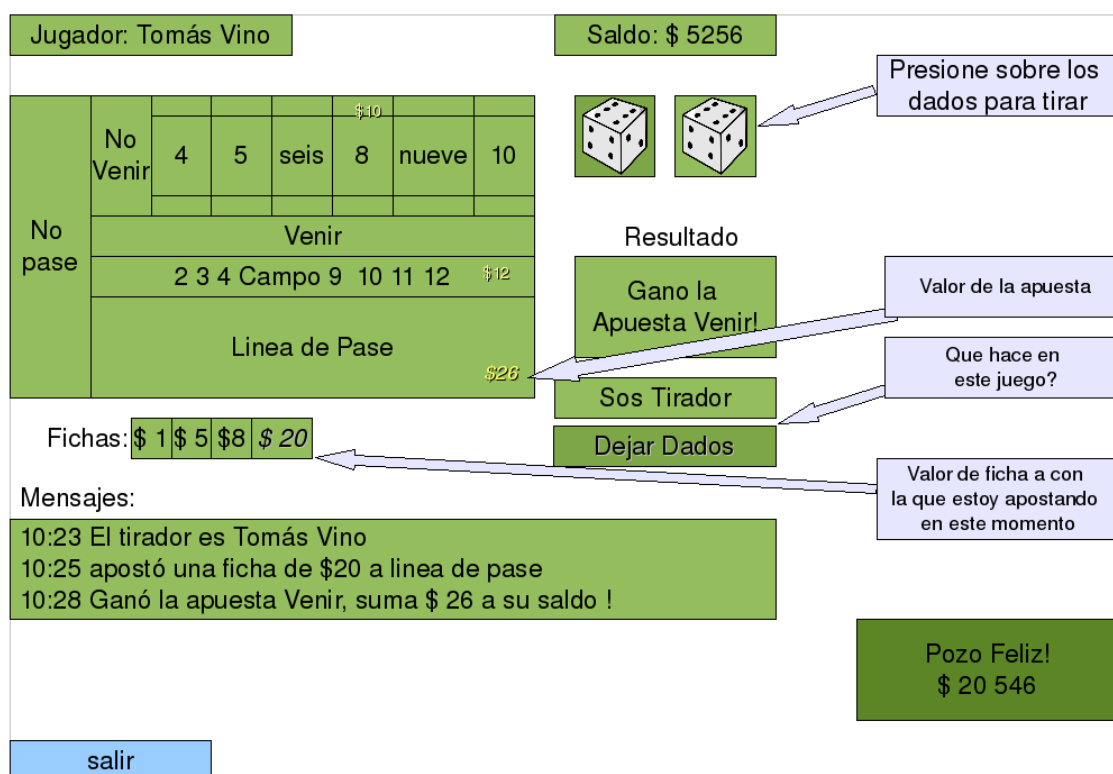 Jugador: Tomás Vino
Saldo: $ 5256
Presione sobre los
dados para tirar
$10
No
Venir
4
5
seis
8
nueve
10
No
pase
Venir
2 3 4 Campo 9 10 11 12
$12
Linea de Pase
$26
Resultado
Gano la
Apuesta Venir!
Valor de la apuesta
Que hace en
este juego?
Sos Tirador
Dejar Dados
Fichas:
$ 1
$ 5
$8
$ 20
Valor de ficha a con
la que estoy apostando
en este momento
Mensajes:
10:23 El tirador es Tomás Vino
10:25 apostó una ficha de $20 a linea de pase
10:28 Ganó la apuesta Venir, suma $ 26 a su saldo !
Pozo Feliz!
$ 20 546
salir